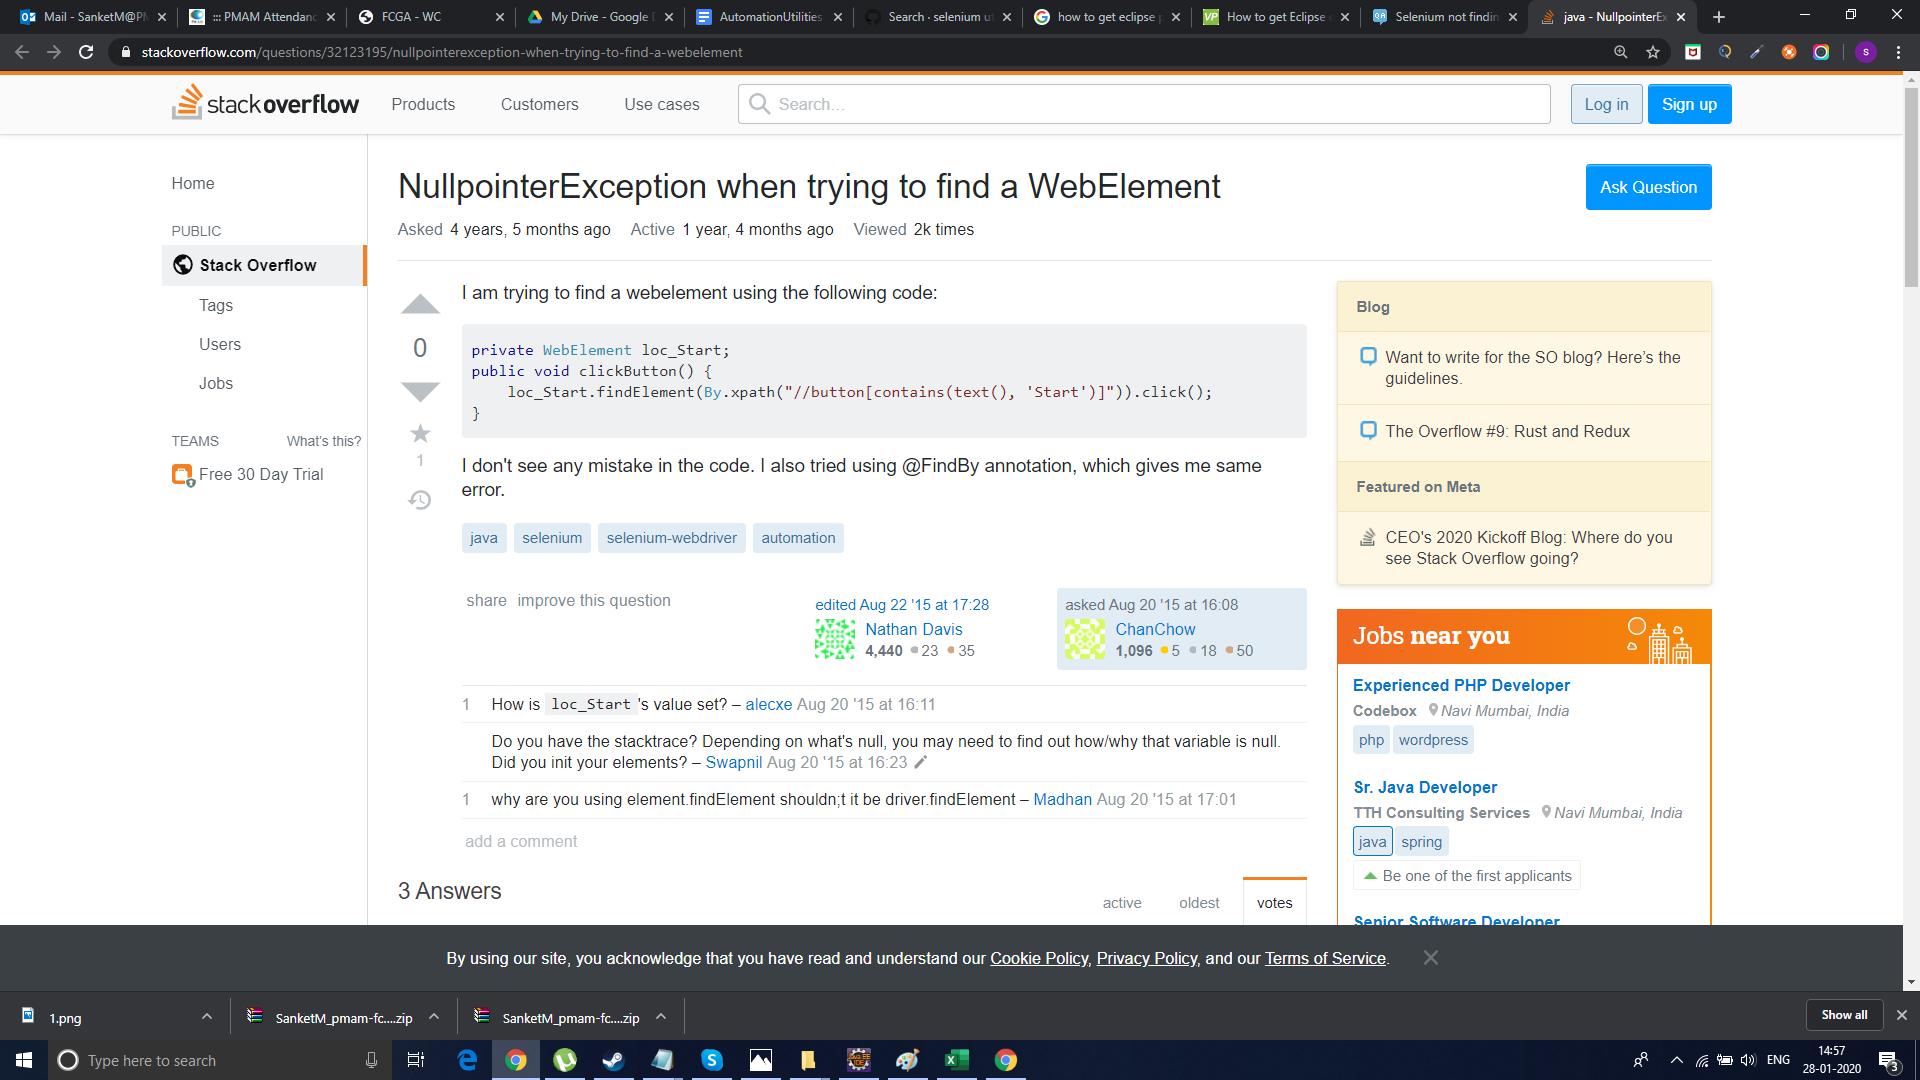 Mail - SanketM@PM
::: PMAM Attendanc
FCGA - WC
My Drive - Google D
AutomationUtilities
Search · selenium ut
how to get eclipse p
How to get Eclipse
Selenium not findin
java - NullpointerEx
stackoverflow.com/questions/32123195/nullpointerexception-when-trying-to-find-a-webelement
stackoverflow
Products
Customers
Use cases
Search...
Log in
Sign up
Home
PUBLIC
Stack Overflow
Tags
Users
Jobs
TEAMS
What's this?
Free 30 Day Trial
NullpointerException when trying to find a WebElement
Ask Question
Asked 4 years, 5 months ago Active 1 year, 4 months ago Viewed 2k times
0
1
I am trying to find a webelement using the following code:
private WebElement loc_Start;
public void clickButton() {
loc_Start.findElement(By.xpath("//button[contains(text(), 'Start')]")).click();
}
I don't see any mistake in the code. I also tried using @FindBy annotation, which gives me same
error.
java
selenium
selenium-webdriver
automation
share improve this question
edited Aug 22 '15 at 17:28
Nathan Davis
4,440 23 35
asked Aug 20 '15 at 16:08
ChanChow
1,096 5 18 50
1 How is loc_Start 's value set? – alecxe Aug 20 '15 at 16:11
Do you have the stacktrace? Depending on what's null, you may need to find out how/why that variable is null.
Did you init your elements? – Swapnil Aug 20 '15 at 16:23
1 why are you using element.findElement shouldn;t it be driver.findElement – Madhan Aug 20 '15 at 17:01
add a comment
3 Answers
active
oldest
votes
Blog
Want to write for the SO blog? Here's the
guidelines.
The Overflow #9: Rust and Redux
Featured on Meta
CEO's 2020 Kickoff Blog: Where do you
see Stack Overflow going?
Jobs near you
Experienced PHP Developer
Codebox Navi Mumbai, India
php wordpress
Sr. Java Developer
TTH Consulting Services Navi Mumbai, India
java spring
Be one of the first applicants
Senior Software Developer
By using our site, you acknowledge that you have read and understand our Cookie Policy, Privacy Policy, and our Terms of Service.
1.png
SanketM_pmam-fc....zip
SanketM_pmam-fc....zip
Show all
Type here to search
ENG
14:57
28-01-2020
3